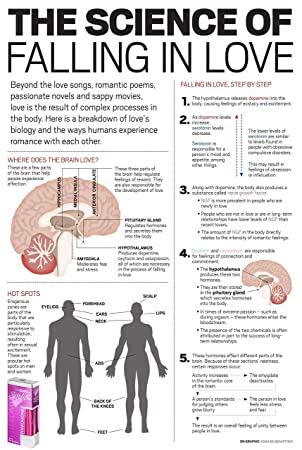 THE SCIENCE OF
FALLING IN LOVE
Beyond the love songs, romantic poems,
passionate novels and sappy movies,
love is the result of complex processes in
the body. Here is a breakdown of love's
biology and the ways humans experience
romance with each other.
WHERE DOES THE BRAIN LOVE?
These are a few parts
of the brain that help
people experience
affection.
HIPPOCAMPUS
MEDIAL INSULA
ANTERIOR CINGULATE
These three parts of
the brain help regulate
feelings of reward. They
are also responsible for
the development of love
PITUITARY GLAND
Regulates hormones
and secretes them
into the body
HYPOTHALAMUS
Produces dopamine,
oxytocin and vasopressin,
all of which are necessary
in the process of falling
in love
AMYGDALA
Moderates fear
and stress
HOT SPOTS
Erogenous
zones are
parts of the
body that are
particularly
responsive to
stimulation,
resulting
often in sexual
excitement.
These are
popular hot
spots on men
and women
SCALP
FOREHEAD
EYELIDS
EARS
LIPS
NECK
ABS
BACK OF THE
KNEES
FEET
FALLING IN LOVE, STEP BY STEP
1. The hypothalamus releases dopamine into the
body, causing feelings of ecstasy and excitement.
2. As dopamine levels
increase,
serotonin levels
decrease.
Serotonin is
responsible for a
person's mood and
appetite, among
other things.
The lower levels of
serotonin are similar
to levels found in
people with obsessive
compulsive disorders.
This may result in
feelings of obsession
or infatuation.
3. Along with dopamine, the body also produces a
substance called nerve growth factor.
• NGF is more prevalent in people who are
newly in love.
• People who are not in love or are in long-term
relationships have lower levels of NGF than
recent lovers.
• The amount of NGF in the body directly
relates to the intensity of romantic feelings.
4. Oxytocin and vasopressin are responsible
for feelings of connection and
commitment.
• The hypothalamus
produces these two
hormones.
• They are then stored
in the pituitary gland,
which secretes hormones
into the body.
• In times of extreme passion – such as
during orgasm – these hormones enter the
bloodstream.
• The presence of the two chemicals is often
attributed in part to the success of long-
term relationships.
5. These hormones affect different parts of the
brain. Because of these sections' nearness,
certain responses occur:
Activity increases
in the romantic core
of the brain.
The amygdala
deactivates.
A person's standards
for judging others
grow blurry.
The person in love
feels less stress
and fear.
The result is an overall feeling of unity between
people in love.